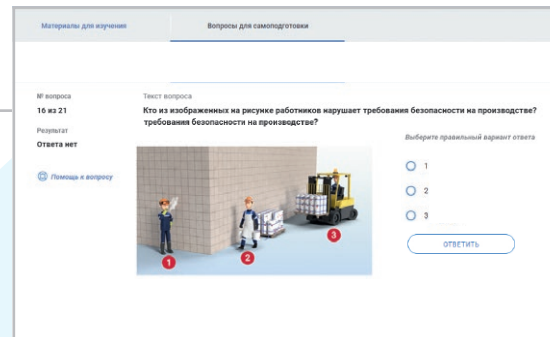 Материалы для изучения
Вопросы для самоподготовки
№ вопроса
16 из 21
Результат
Ответа нет
Помощь к вопросу
Текст вопроса
Кто из изображенных на рисунке работников нарушает требования безопасности на производстве?
требования безопасности на производстве?
1
2
3
Выберите правильный вариант ответа
1
2
3
ОТВЕТИТЬ